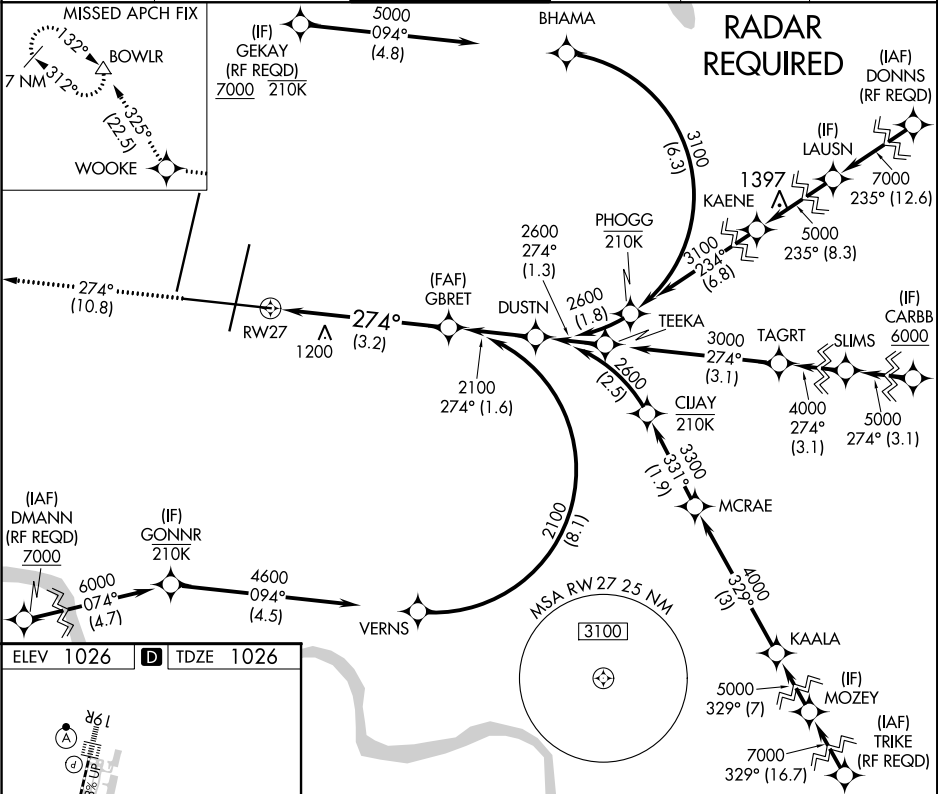 MISSED APCH FIX
132°
BOWLR
7 NM
312°
325°
(22.5)
WOOKE
(IF)
GEKAY
(RF REQD)
7000 210K
5000
094°
(4.8)
BHAMA
RADAR
REQUIRED
(IAF)
DONNS
(RF REQD)
(IF)
LAUSN
7000
235° (12.6)
3100
(6.3)
1397
KAENE
5000
235° (8.3)
PHOGG
210K
3100
234°
(6.8)
2600
274°
(1.3)
2600
(1.8)
274°
(10.8)
RW27
1200
274°
(3.2)
(FAF)
GBRET
DUSTN
TEEKA
3000
274°
(3.1)
TAGRT
SLIMS
(IF)
CARBB
6000
4000
274°
(3.1)
5000
274° (3.1)
2100
274° (1.6)
2600
(2.5)
CIJAY
210K
3300
331°
(1.9)
MCRAE
2100
(8.1)
(IAF)
DMANN
(RF REQD)
7000
(IF)
GONNR
210K
6000
074°
(4.7)
4600
094°
(4.5)
VERNS
4000
329°
(3)
MSA RW 27 25 NM
3100
KAALA
5000
329° (7)
(IF)
MOZEY
7000
329° (16.7)
(IAF)
TRIKE
(RF REQD)
ELEV 1026
D
TDZE 1026
19R
A
P
% UP